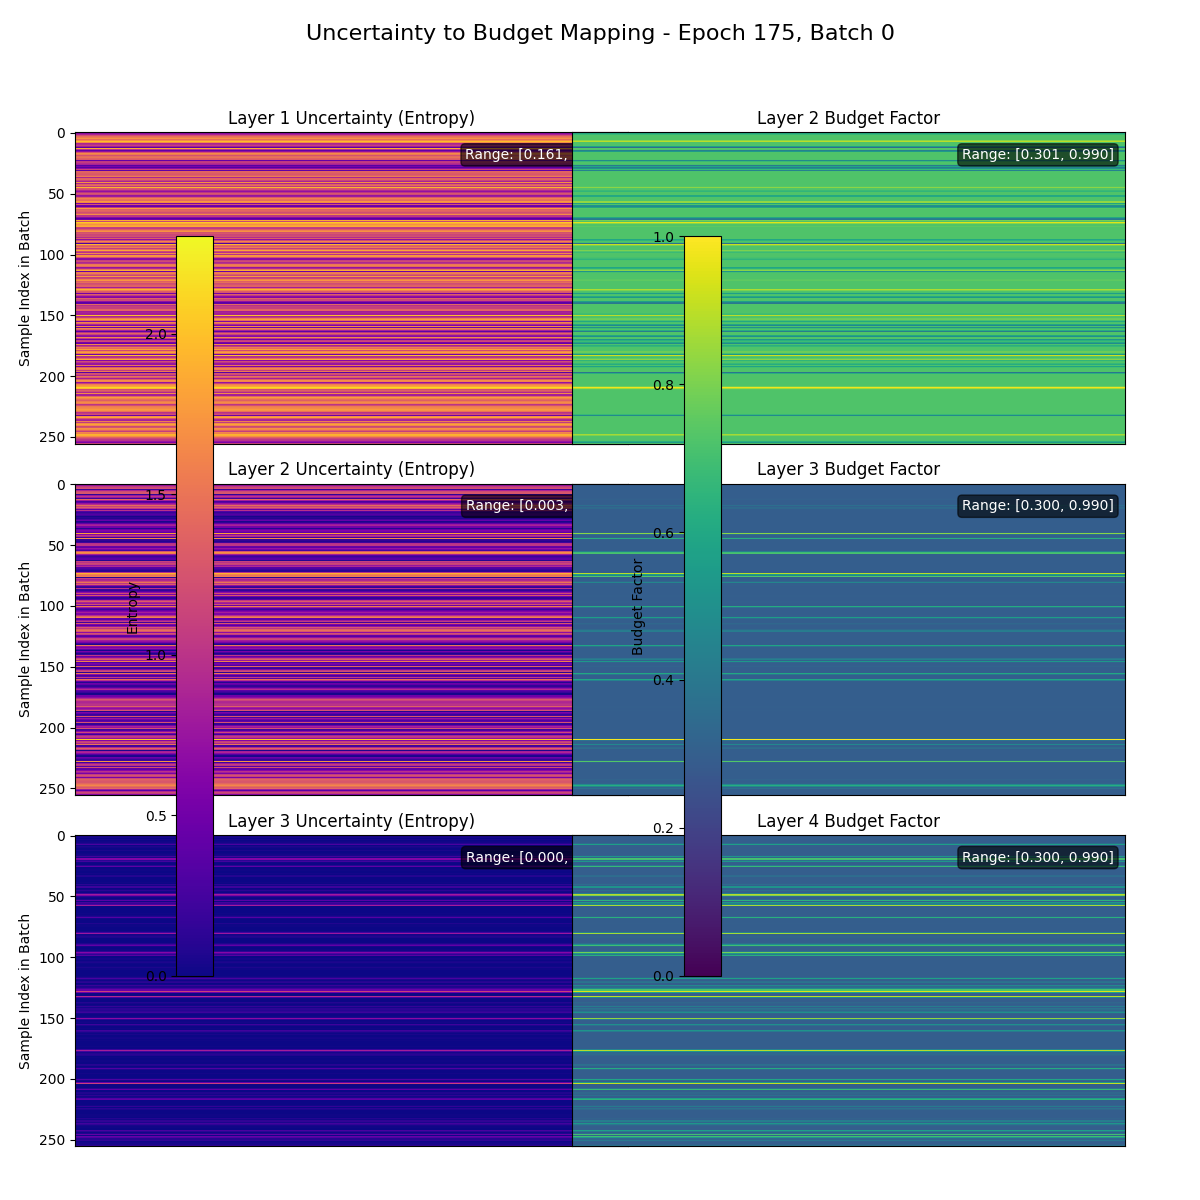 Uncertainty to Budget Mapping - Epoch 175, Batch 0
Layer 1 Uncertainty (Entropy)
Layer 2 Budget Factor
0
50
100
150
200
250
Sample Index in Batch
Range: [0.161,
Range: [0.301, 0.990]
Layer 2 Uncertainty (Entropy)
Layer 3 Budget Factor
0
50
100
150
200
250
Sample Index in Batch
Range: [0.003,
Range: [0.300, 0.990]
Layer 3 Uncertainty (Entropy)
Layer 4 Budget Factor
0
50
100
150
200
250
Sample Index in Batch
Range: [0.000,
Range: [0.300, 0.990]
2.0
1.5
1.0
0.5
0.0
Entropy
1.0
0.8
0.6
0.4
0.2
0.0
Budget Factor